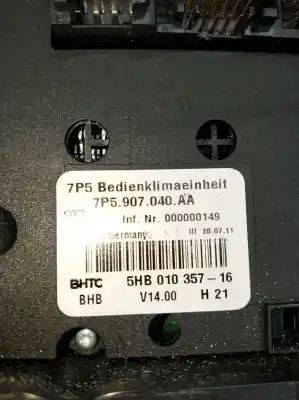 7P5 Bedienklimaeinheit
7P5.907.040.AA
Inf. Nr. 000000149
Germany III 28.07.11
BHTC 5HB 010 357-16
BHB V14.00 H 21